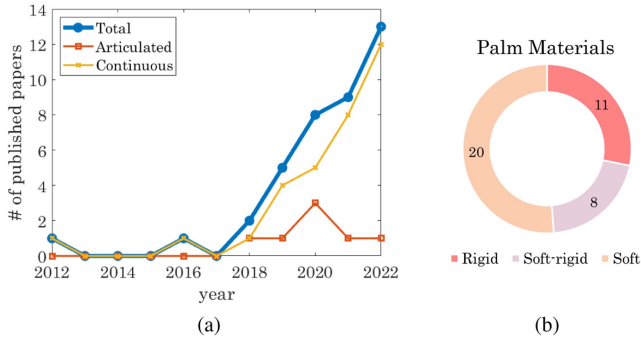 14
12
10
8
6
4
2
0
# of published papers
Total
Articulated
Continuous
2012
2014
2016
2018
2020
2022
year
(a)
Palm Materials
11
20
8
Rigid
Soft-rigid
Soft
(b)